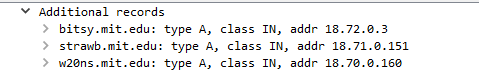 Additional records
bitsy.mit.edu: type A, class IN, addr 18.72.0.3
strawb.mit.edu: type A, class IN, addr 18.71.0.151
w20ns.mit.edu: type A, class IN, addr 18.70.0.160